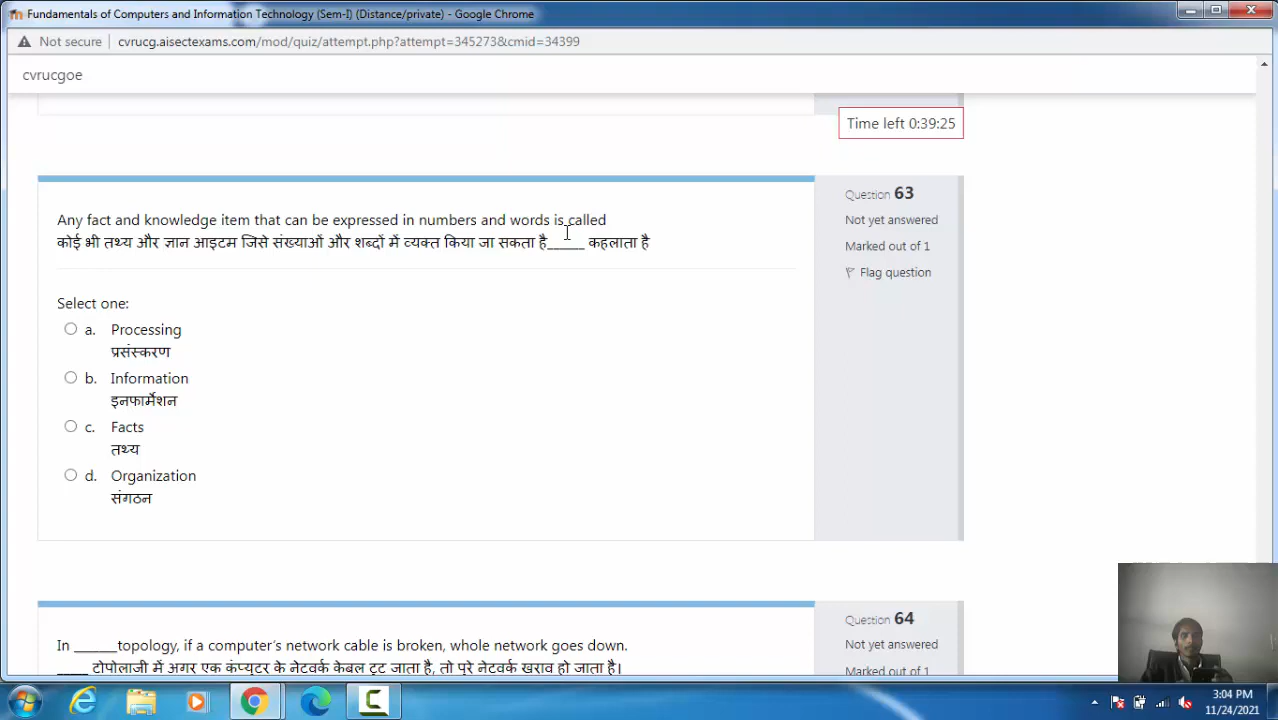 Fundamentals of Computers and Information Technology (Sem-I) (Distance/private) - Google Chrome
Not secure | cvrucg.aisectexams.com/mod/quiz/attempt.php?attempt=345273&cmid=34399
cvrucgoe
Time left 0:39:25
Any fact and knowledge item that can be expressed in numbers and words is called
कोई भी तथ्य और ज्ञान आइटम जिसे संख्याओं और शब्दों में व्यक्त किया जा सकता है______ कहलाता है
Question 63
Not yet answered
Marked out of 1
Flag question
Select one:
a. Processing
प्रसंस्करण
b. Information
इनफार्मेशन
c. Facts
तथ्य
d. Organization
संगठन
In ______topology, if a computer's network cable is broken, whole network goes down.
_____ टोपोलाजी में अगर एक कंप्यूटर के नेटवर्क केबल टूट जाता है, तो पूरे नेटवर्क खराब हो जाता है।
Question 64
Not yet answered
Marked out of 1
3:04 PM
11/24/2021